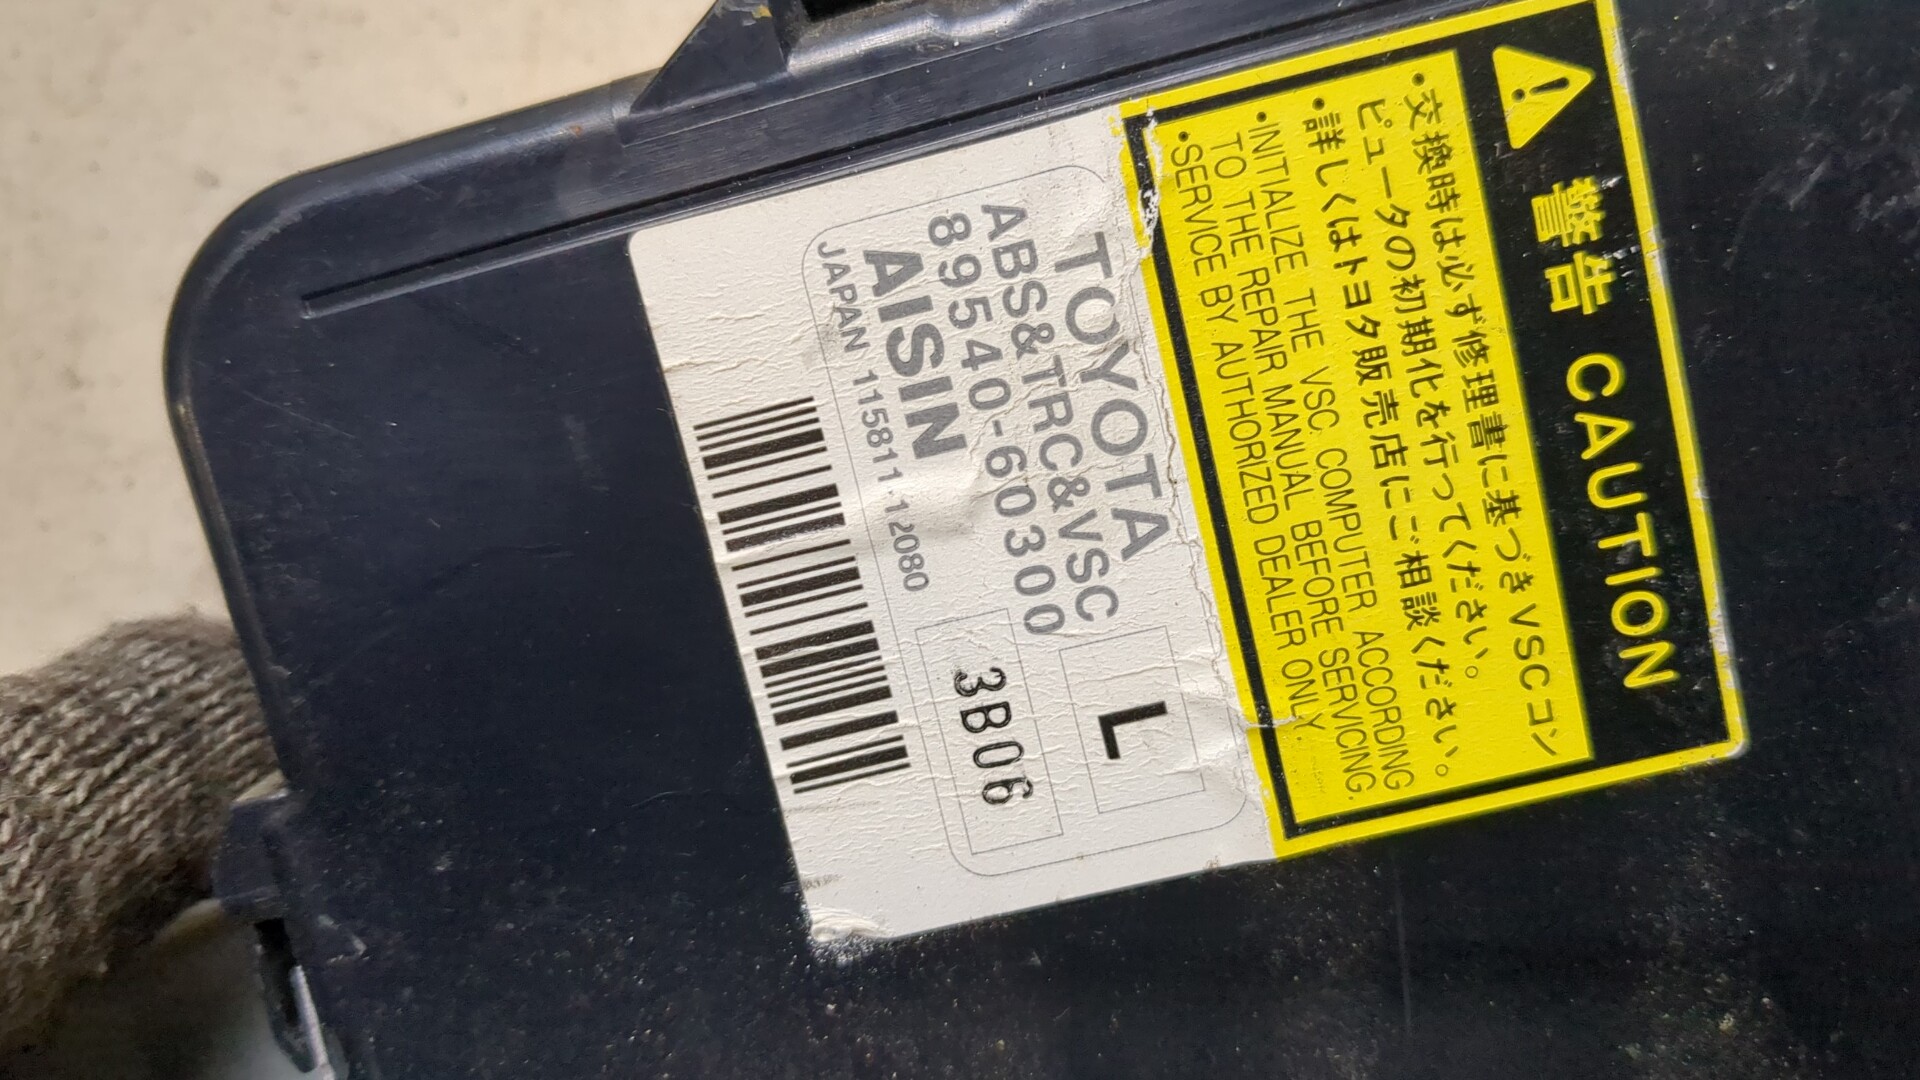 警告 CAUTION
•交換時は必ず修理書に基づきVSCコン
ピュータの初期化を行ってください。
•詳しくはトヨタ販売店にご相談ください。
•INITIALIZE THE VSC. COMPUTER ACCORDING
TO THE REPAIR MANUAL BEFORE SERVICING.
•SERVICE BY AUTHORIZED DEALER ONLY.
TOYOTA
ABS&TRC&VSC
89540-60300
AISIN
JAPAN 115811-12080
L
3B06